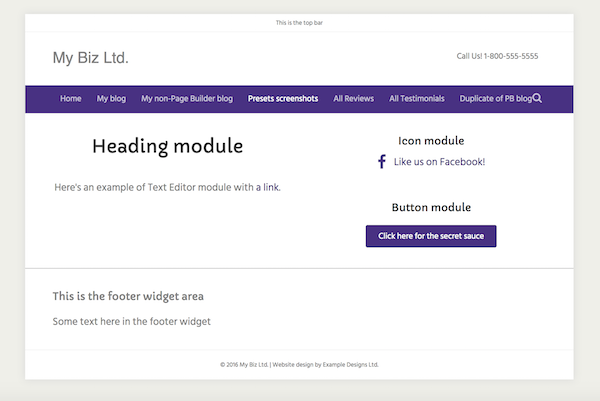 This is the top bar
My Biz Ltd.
Call Us! 1-800-555-5555
Home My blog My non-Page Builder blog Presets screenshots All Reviews All Testimonials Duplicate of PB blog
Heading module
Here's an example of Text Editor module with a link.
Icon module
Like us on Facebook!
Button module
Click here for the secret sauce
This is the footer widget area
Some text here in the footer widget
© 2016 My Biz Ltd. | Website design by Example Designs Ltd.